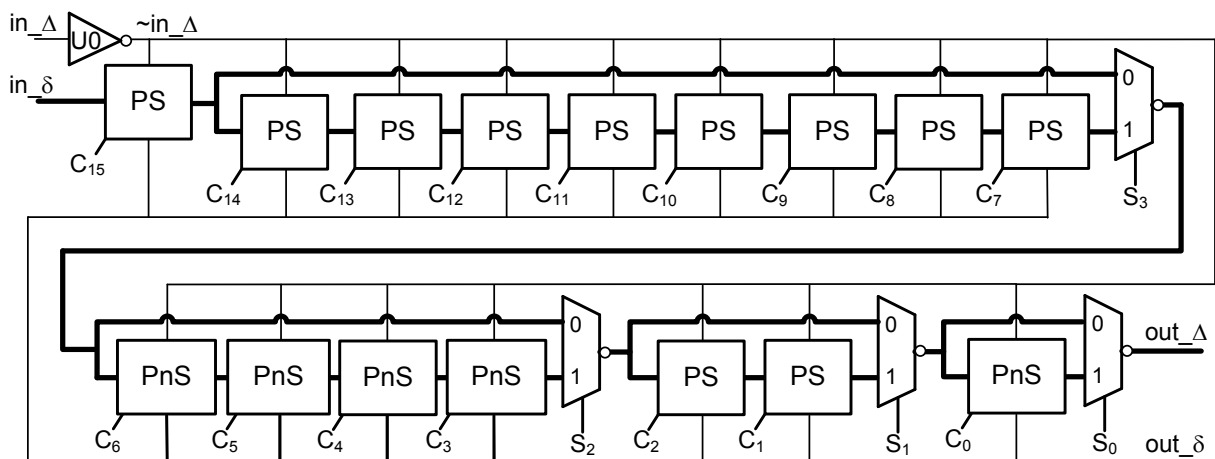 in_Δ U0 ~in_Δ
in_δ PS 0
PS PS PS PS PS PS PS PS 1
C₁₅ C₁₄ C₁₃ C₁₂ C₁₁ C₁₀ C₉ C₈ C₇ S₃
0 0 0 out_Δ
PnS PnS PnS PnS 1 PS PS 1 PnS 1
C₆ C₅ C₄ C₃ S₂ C₂ C₁ S₁ C₀ S₀ out_δ